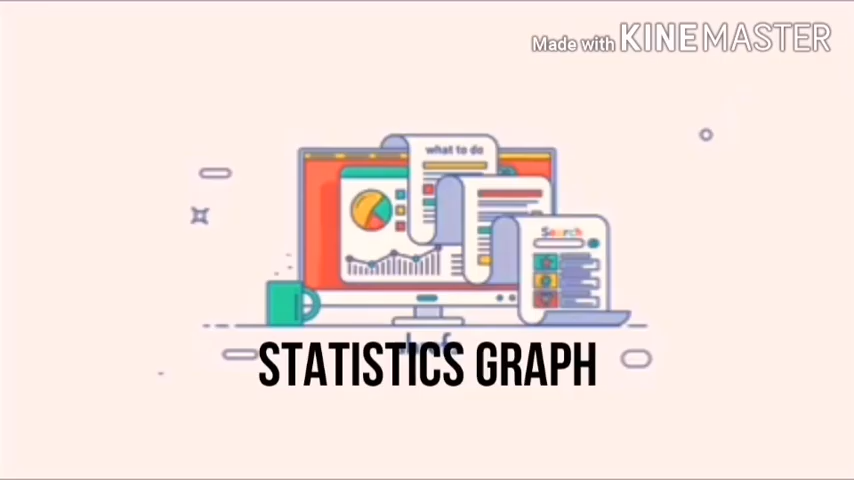 Made with KINEMASTER
what to do
Search
STATISTICS GRAPH